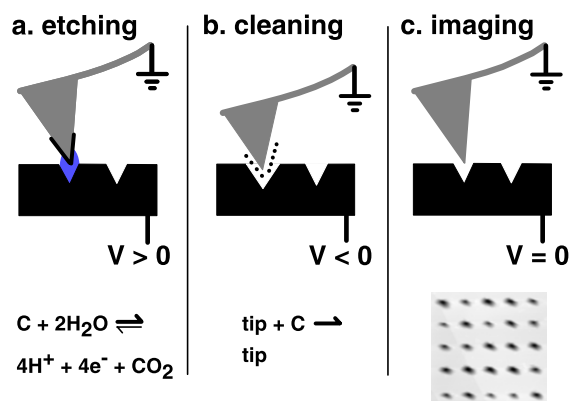 a. etching
b. cleaning
c. imaging
V > 0
V < 0
V = 0
C + 2H2O ⇌
4H+ + 4e- + CO2
tip + C ⇀
tip